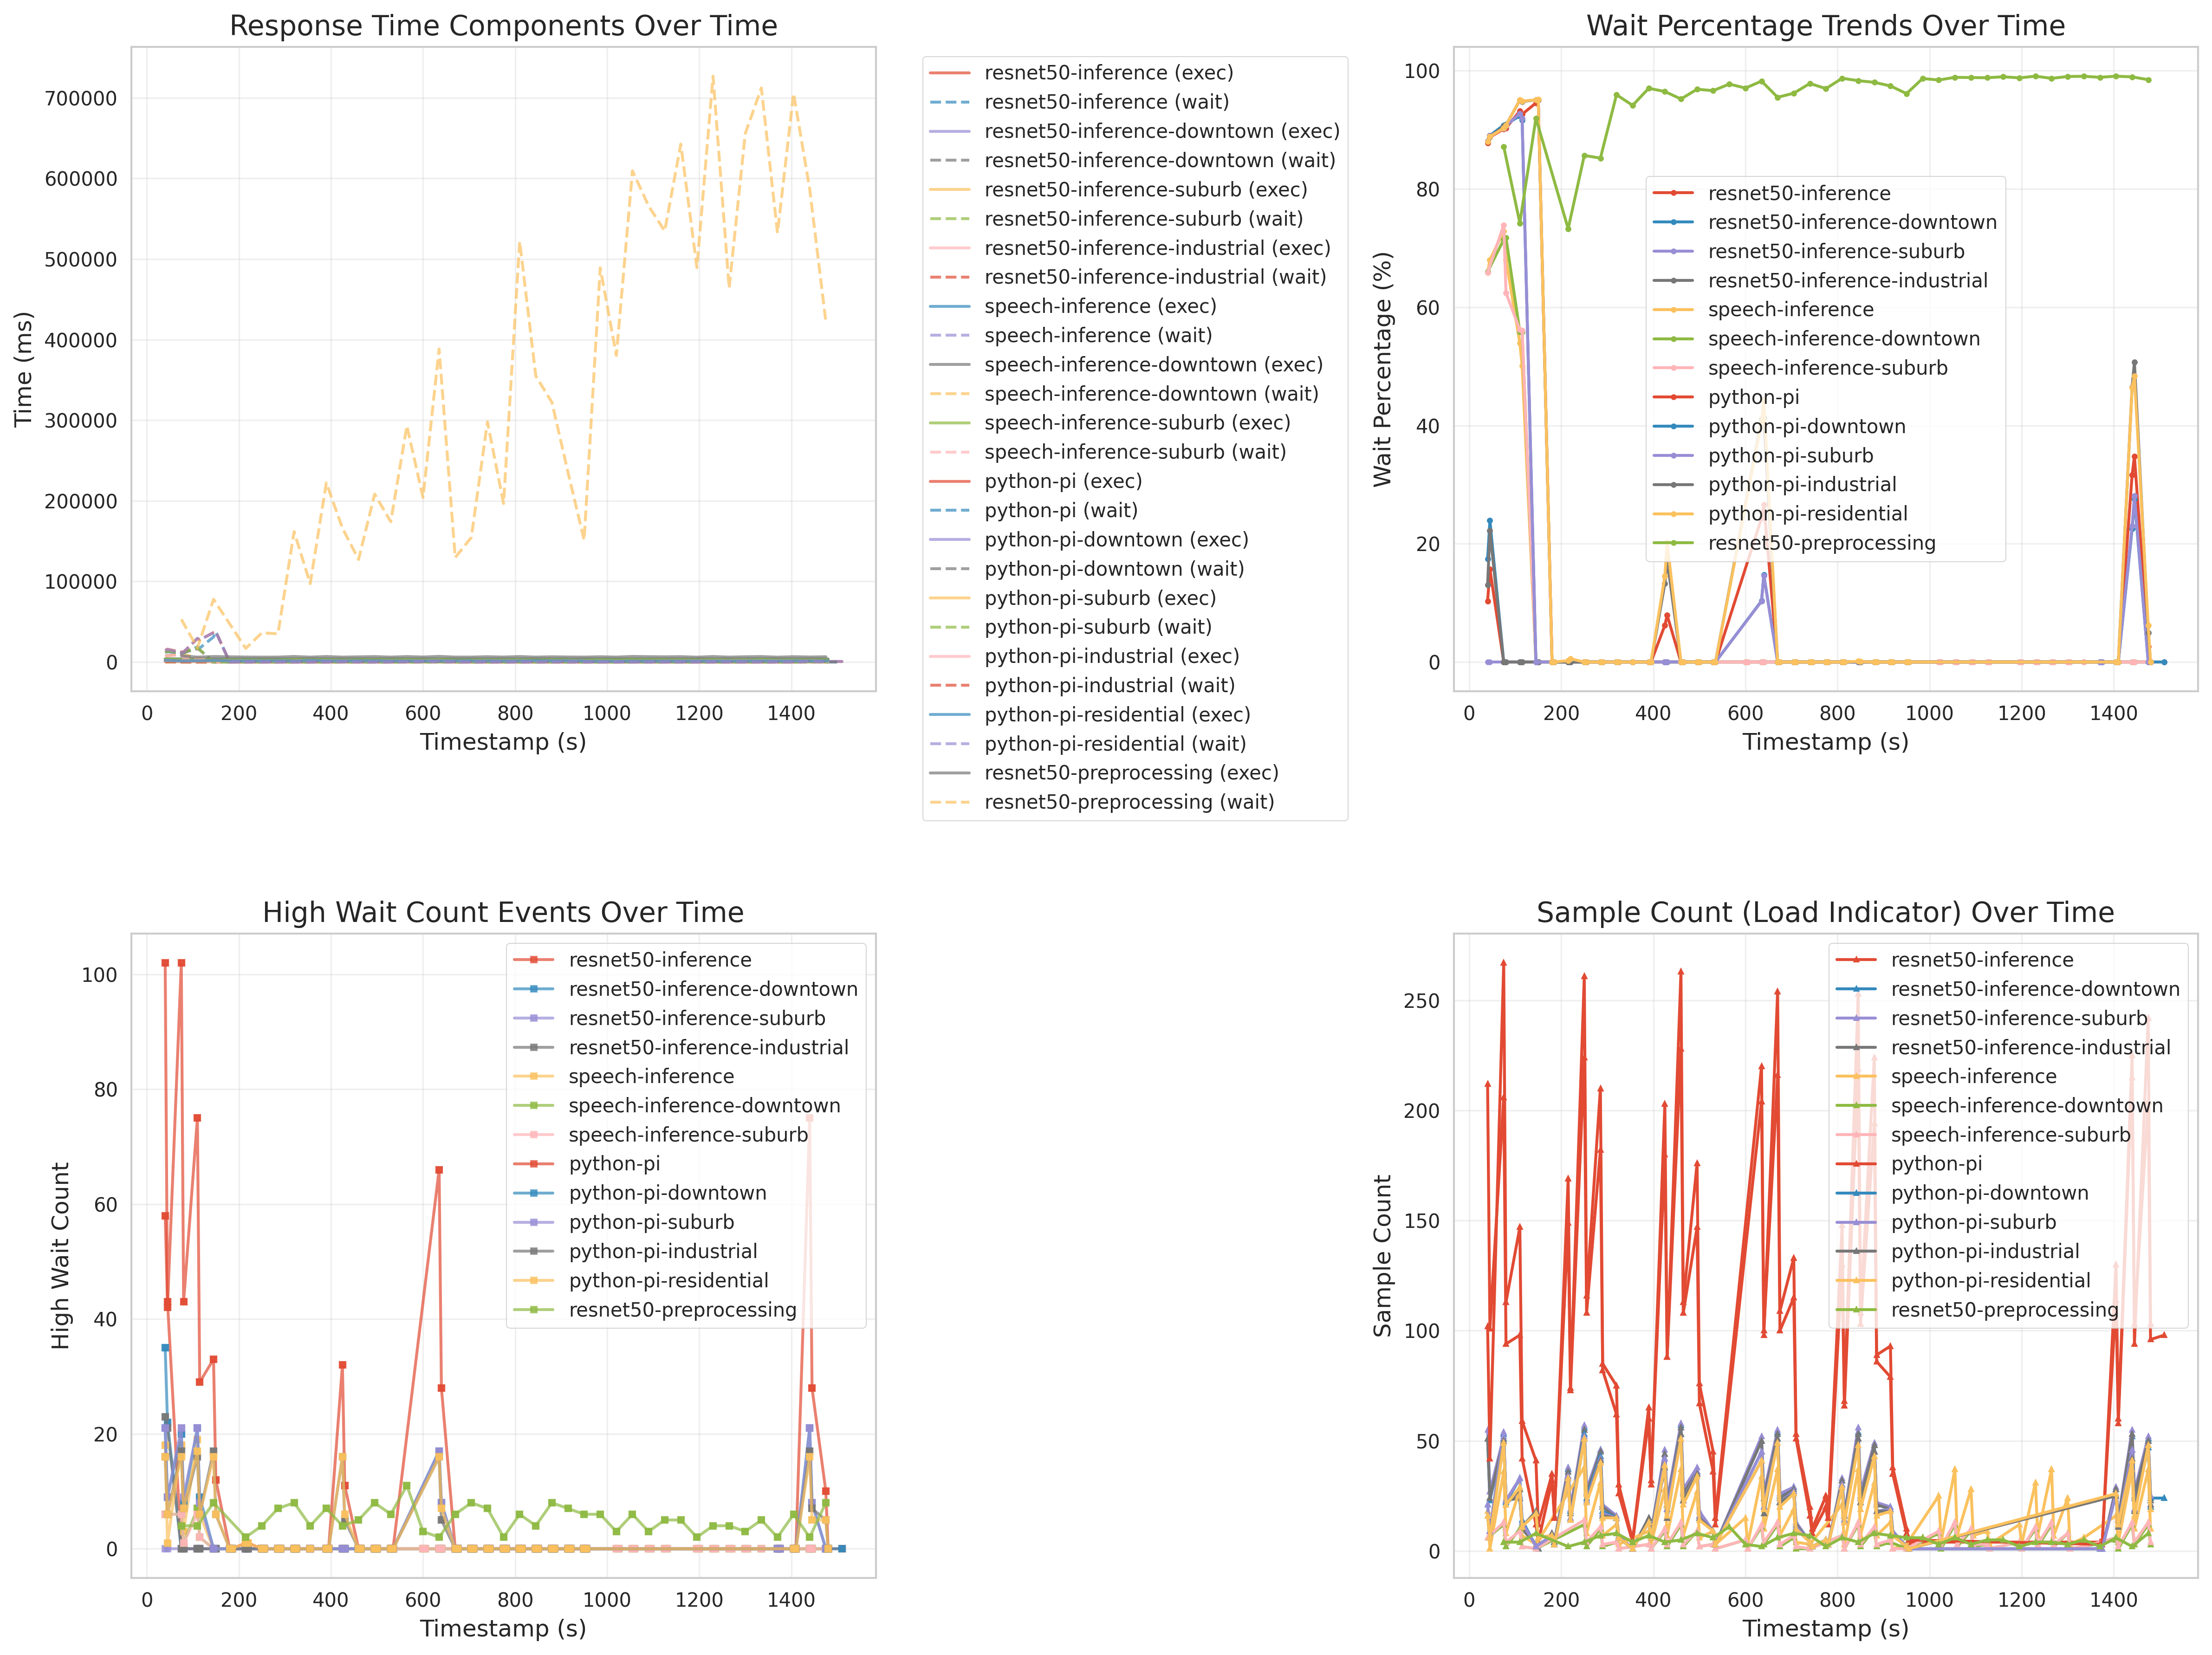 Response Time Components Over Time
Time (ms)
700000
600000
500000
400000
300000
200000
100000
0
0 200 400 600 800 1000 1200 1400
Timestamp (s)
resnet50-inference (exec)
resnet50-inference (wait)
resnet50-inference-downtown (exec)
resnet50-inference-downtown (wait)
resnet50-inference-suburb (exec)
resnet50-inference-suburb (wait)
resnet50-inference-industrial (exec)
resnet50-inference-industrial (wait)
speech-inference (exec)
speech-inference (wait)
speech-inference-downtown (exec)
speech-inference-downtown (wait)
speech-inference-suburb (exec)
speech-inference-suburb (wait)
python-pi (exec)
python-pi (wait)
python-pi-downtown (exec)
python-pi-downtown (wait)
python-pi-suburb (exec)
python-pi-suburb (wait)
python-pi-industrial (exec)
python-pi-industrial (wait)
python-pi-residential (exec)
python-pi-residential (wait)
resnet50-preprocessing (exec)
resnet50-preprocessing (wait)
Wait Percentage Trends Over Time
Wait Percentage (%)
100
80
60
40
20
0
0 200 400 600 800 1000 1200 1400
Timestamp (s)
resnet50-inference
resnet50-inference-downtown
resnet50-inference-suburb
resnet50-inference-industrial
speech-inference
speech-inference-downtown
speech-inference-suburb
python-pi
python-pi-downtown
python-pi-suburb
python-pi-industrial
python-pi-residential
resnet50-preprocessing
High Wait Count Events Over Time
High Wait Count
100
80
60
40
20
0
0 200 400 600 800 1000 1200 1400
Timestamp (s)
resnet50-inference
resnet50-inference-downtown
resnet50-inference-suburb
resnet50-inference-industrial
speech-inference
speech-inference-downtown
speech-inference-suburb
python-pi
python-pi-downtown
python-pi-suburb
python-pi-industrial
python-pi-residential
resnet50-preprocessing
Sample Count (Load Indicator) Over Time
Sample Count
250
200
150
100
50
0
0 200 400 600 800 1000 1200 1400
Timestamp (s)
resnet50-inference
resnet50-inference-downtown
resnet50-inference-suburb
resnet50-inference-industrial
speech-inference
speech-inference-downtown
speech-inference-suburb
python-pi
python-pi-downtown
python-pi-suburb
python-pi-industrial
python-pi-residential
resnet50-preprocessing